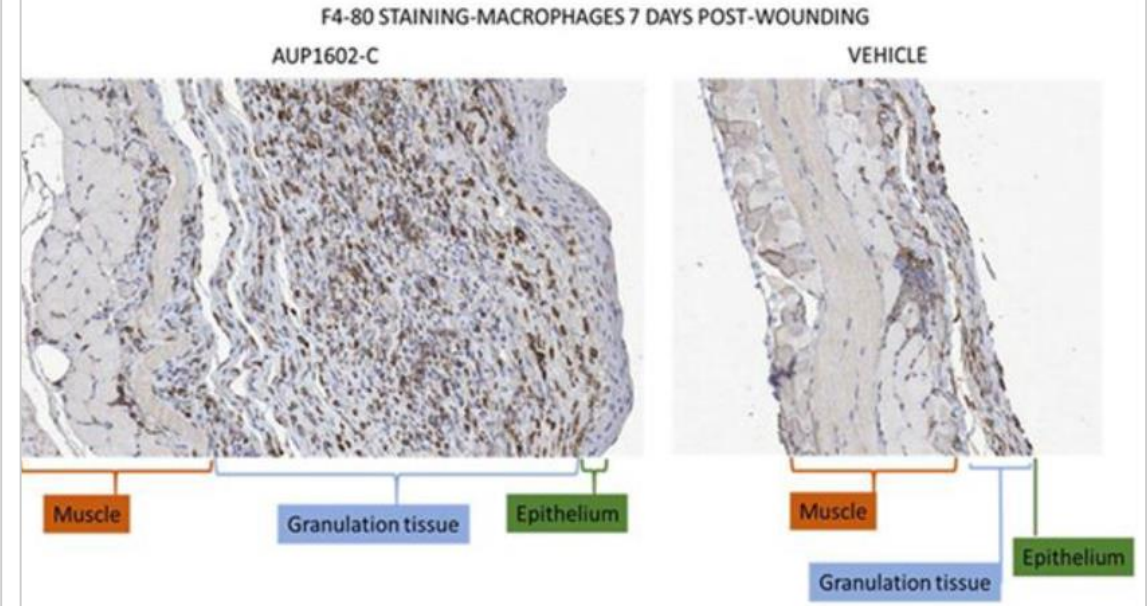 F4-80 STAINING-MACROPHAGES 7 DAYS POST-WOUNDING
AUP1602-C
VEHICLE
Muscle
Granulation tissue
Epithelium
Muscle
Granulation tissue
Epithelium